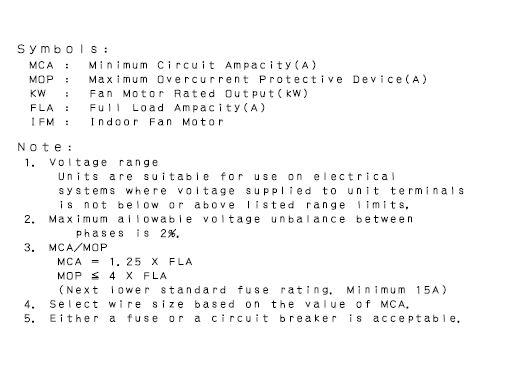 Symbols:
MCA : Minimum Circuit Ampacity(A)
MOP : Maximum Overcurrent Protective Device(A)
KW : Fan Motor Rated Output(kW)
FLA : Full Load Ampacity(A)
IFM : Indoor Fan Motor
Note:
1. Voltage range
Units are suitable for use on electrical
systems where voltage supplied to unit terminals
is not below or above listed range limits.
2. Maximum allowable voltage unbalance between
phases is 2%.
3. MCA/MOP
MCA = 1.25 X FLA
MOP ≤ 4 X FLA
(Next lower standard fuse rating. Minimum 15A)
4. Select wire size based on the value of MCA.
5. Either a fuse or a circuit breaker is acceptable.